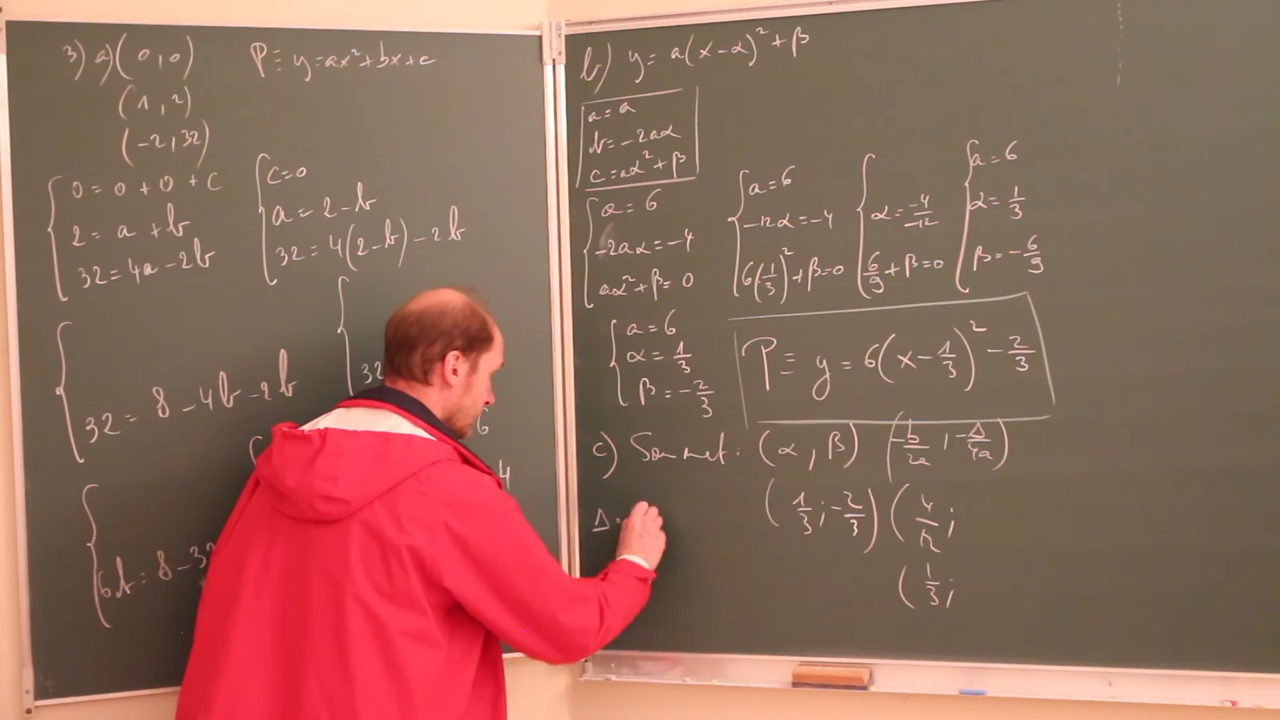 3) a) (0,0) P ≡ y=ax²+bx+c
(1,2)
(-2,32)
0 = 0 + 0 + c
2 = a + b
32 = 4a - 2b
c=0
a = 2 - b
32 = 4(2-b) - 2b
32 = 8 - 4b - 2b
32
6
6b = 8 - 32
4
b) y = a(x-α)² + β
a = a
b = -2aα
c = aα² + β
a = 6
-2aα = -4
aα² + β = 0
a = 6
-12α = -4
6(1/3)² + β = 0
α = -4/-12
6/9 + β = 0
a = 6
α = 1/3
β = -6/9
a = 6
α = 1/3
β = -2/3
P ≡ y = 6(x - 1/3)² - 2/3
c) Sommet : (α, β) (-b/2a , -Δ/4a)
(1/3 ; -2/3) (4/12 ;
Δ =
(1/3 ;